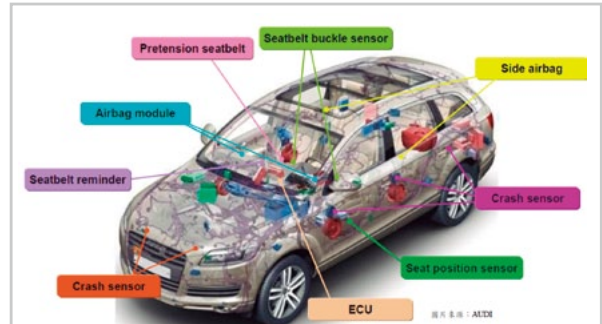 Seatbelt buckle sensor
Pretension seatbelt
Side airbag
Airbag module
Seatbelt reminder
Crash sensor
Seat position sensor
Crash sensor
ECU
圖片來源：AUDI